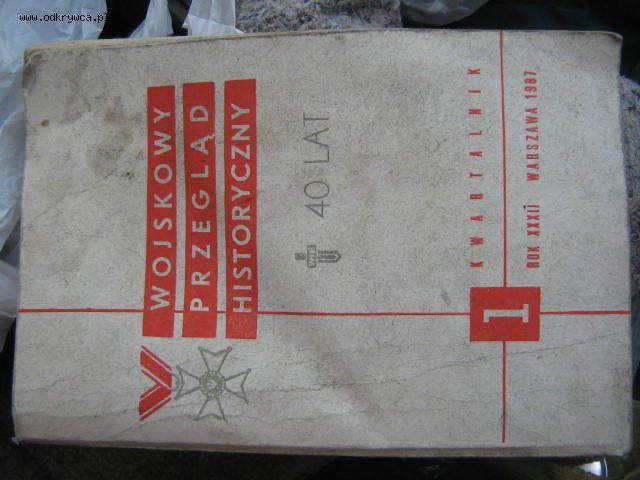 www.odkrywca.pl
WOJSKOWY
PRZEGLĄD
HISTORYCZNY
40 LAT
KWARTALNIK
1
ROK XXXII WARSZAWA 1987